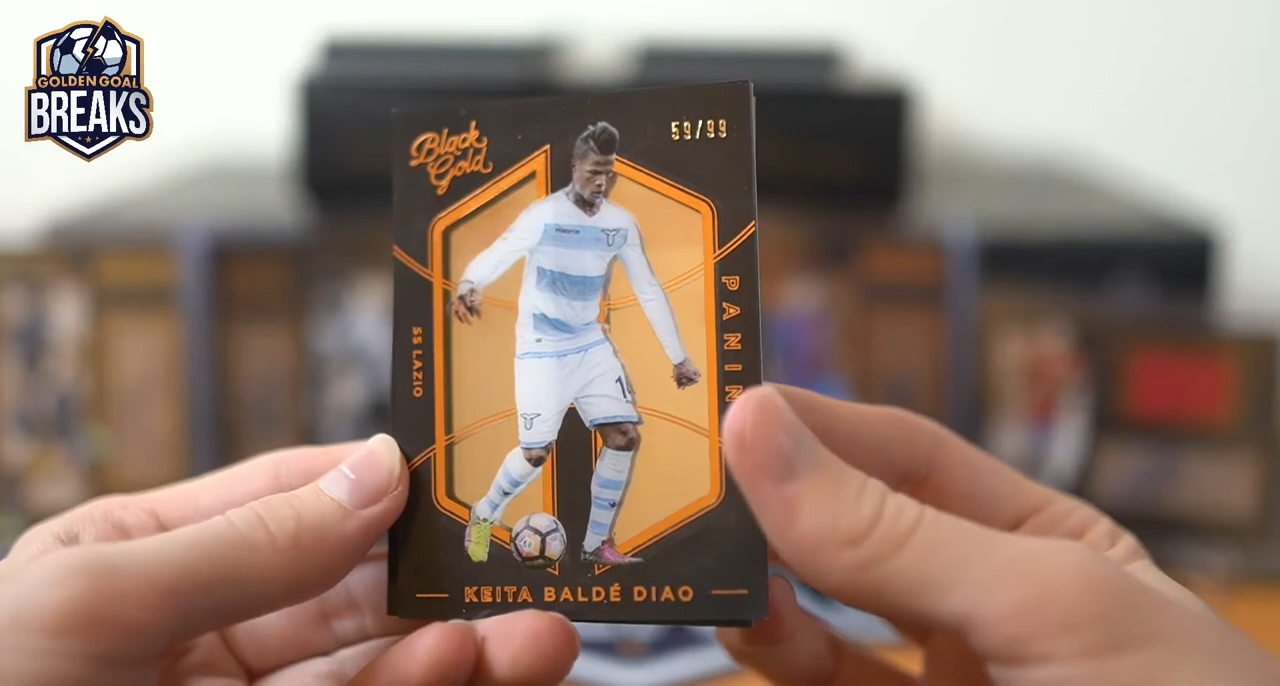 GOLDEN GOAL
BREAKS
Black
Gold
59/99
SS LAZIO
PANINI
KEITA BALDÉ DIAO